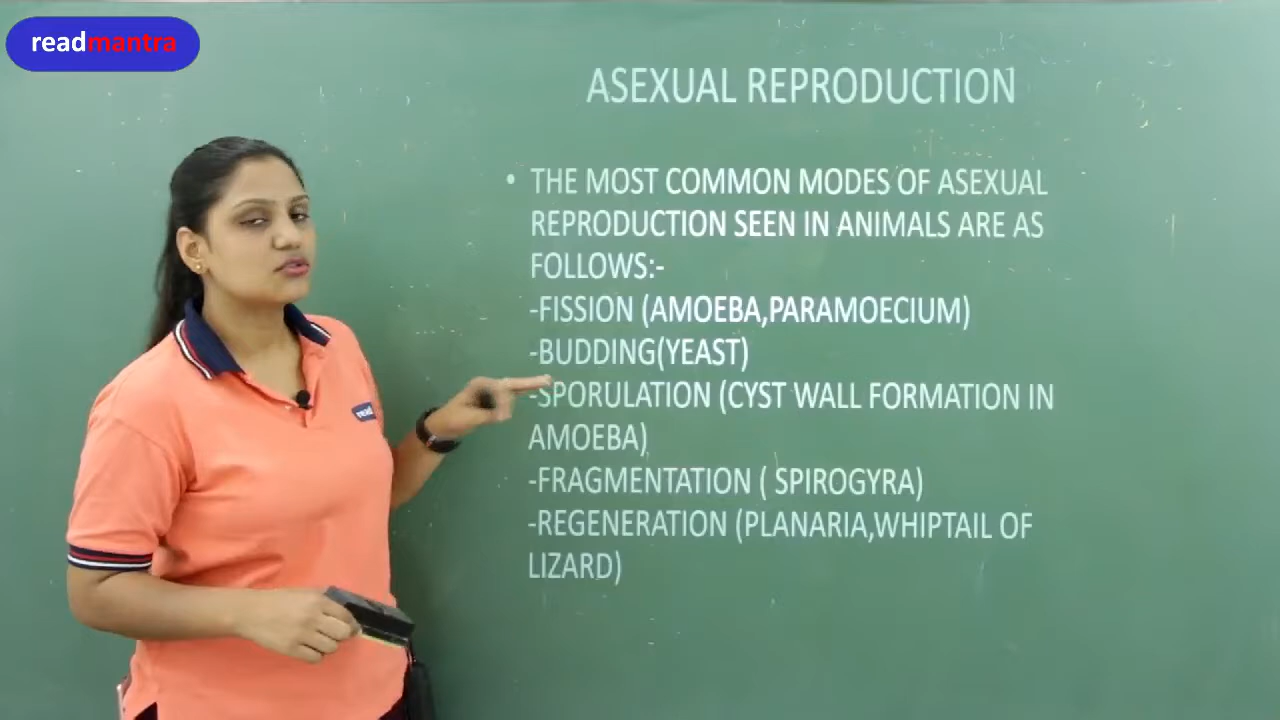 readmantra
ASEXUAL REPRODUCTION
• THE MOST COMMON MODES OF ASEXUAL
REPRODUCTION SEEN IN ANIMALS ARE AS
FOLLOWS:-
-FISSION (AMOEBA,PARAMOECIUM)
-BUDDING(YEAST)
-SPORULATION (CYST WALL FORMATION IN
AMOEBA)
-FRAGMENTATION ( SPIROGYRA)
-REGENERATION (PLANARIA,WHIPTAIL OF
LIZARD)
read